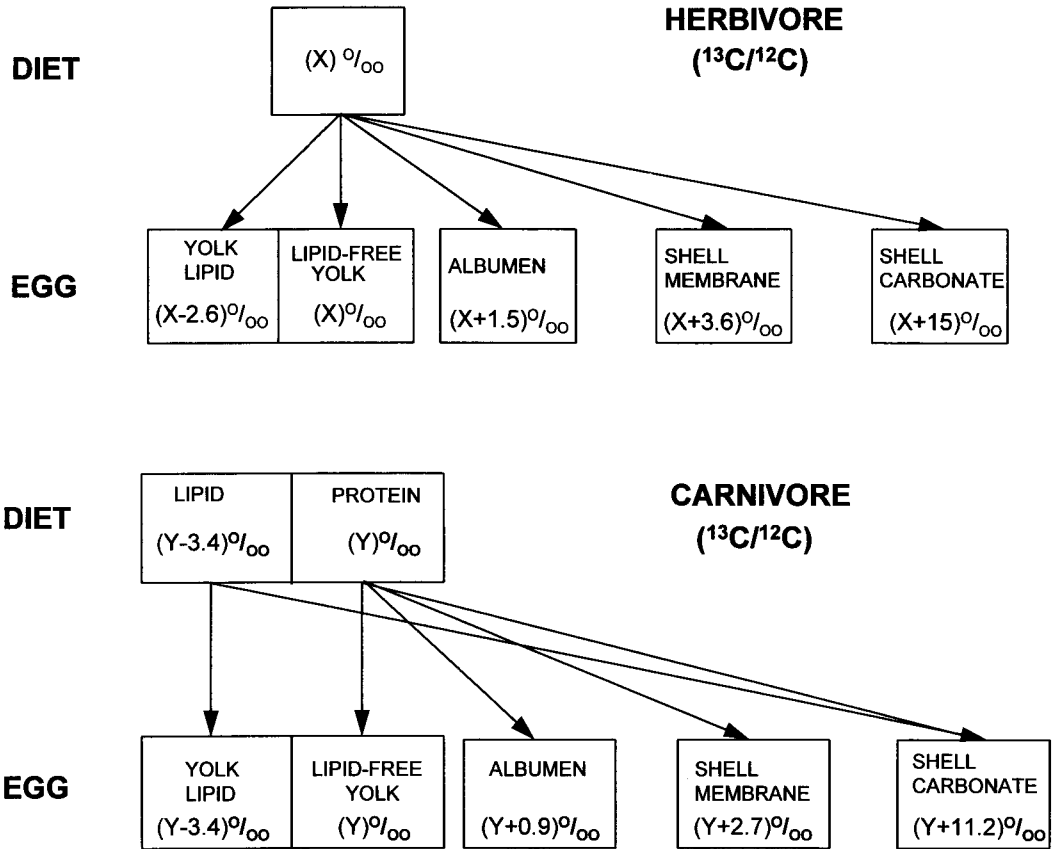 HERBIVORE
(¹³C/¹²C)
DIET
(X) º/ₒₒ
EGG
YOLK
LIPID
(X-2.6)º/ₒₒ
LIPID-FREE
YOLK
(X)º/ₒₒ
ALBUMEN
(X+1.5)º/ₒₒ
SHELL
MEMBRANE
(X+3.6)º/ₒₒ
SHELL
CARBONATE
(X+15)º/ₒₒ
CARNIVORE
(¹³C/¹²C)
DIET
LIPID
(Y-3.4)º/ₒₒ
PROTEIN
(Y)º/ₒₒ
EGG
YOLK
LIPID
(Y-3.4)º/ₒₒ
LIPID-FREE
YOLK
(Y)º/ₒₒ
ALBUMEN
(Y+0.9)º/ₒₒ
SHELL
MEMBRANE
(Y+2.7)º/ₒₒ
SHELL
CARBONATE
(Y+11.2)º/ₒₒ